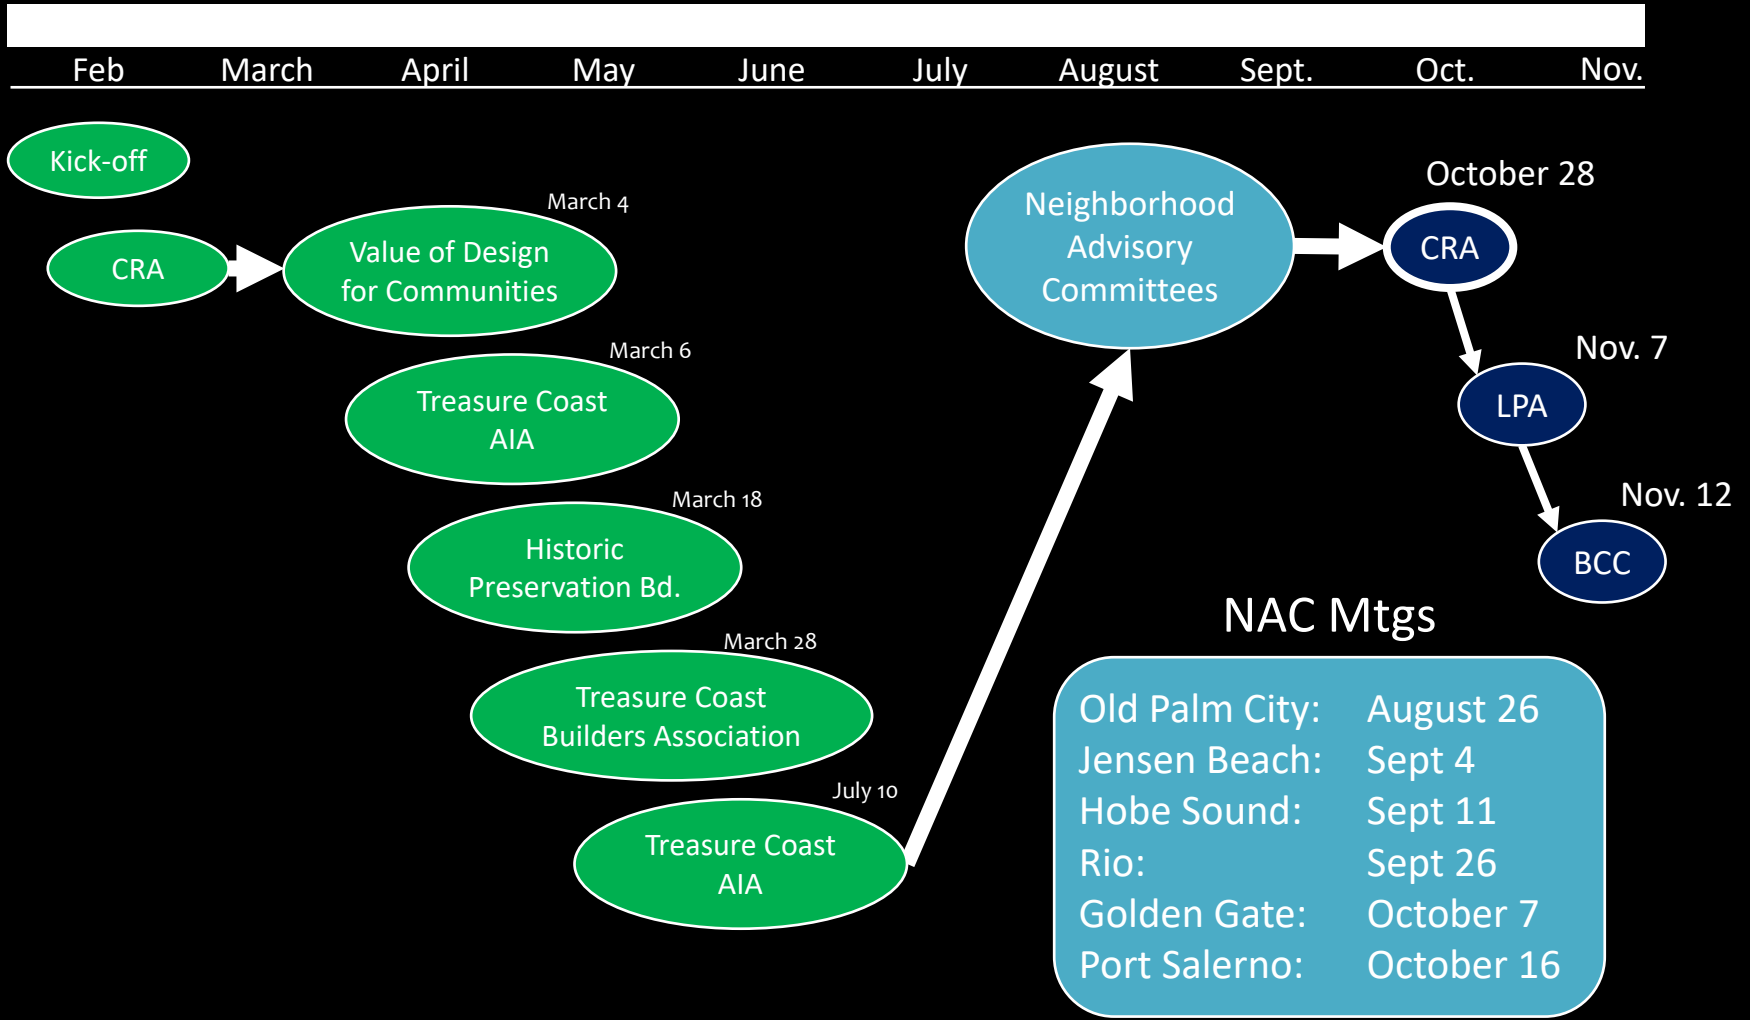 Feb March April May June July August Sept. Oct. Nov.
Kick-off
CRA
March 4
Value of Design
for Communities
March 6
Treasure Coast
AIA
March 18
Historic
Preservation Bd.
March 28
Treasure Coast
Builders Association
July 10
Treasure Coast
AIA
Neighborhood
Advisory
Committees
October 28
CRA
Nov. 7
LPA
Nov. 12
BCC
NAC Mtgs
Old Palm City: August 26
Jensen Beach: Sept 4
Hobe Sound: Sept 11
Rio: Sept 26
Golden Gate: October 7
Port Salerno: October 16